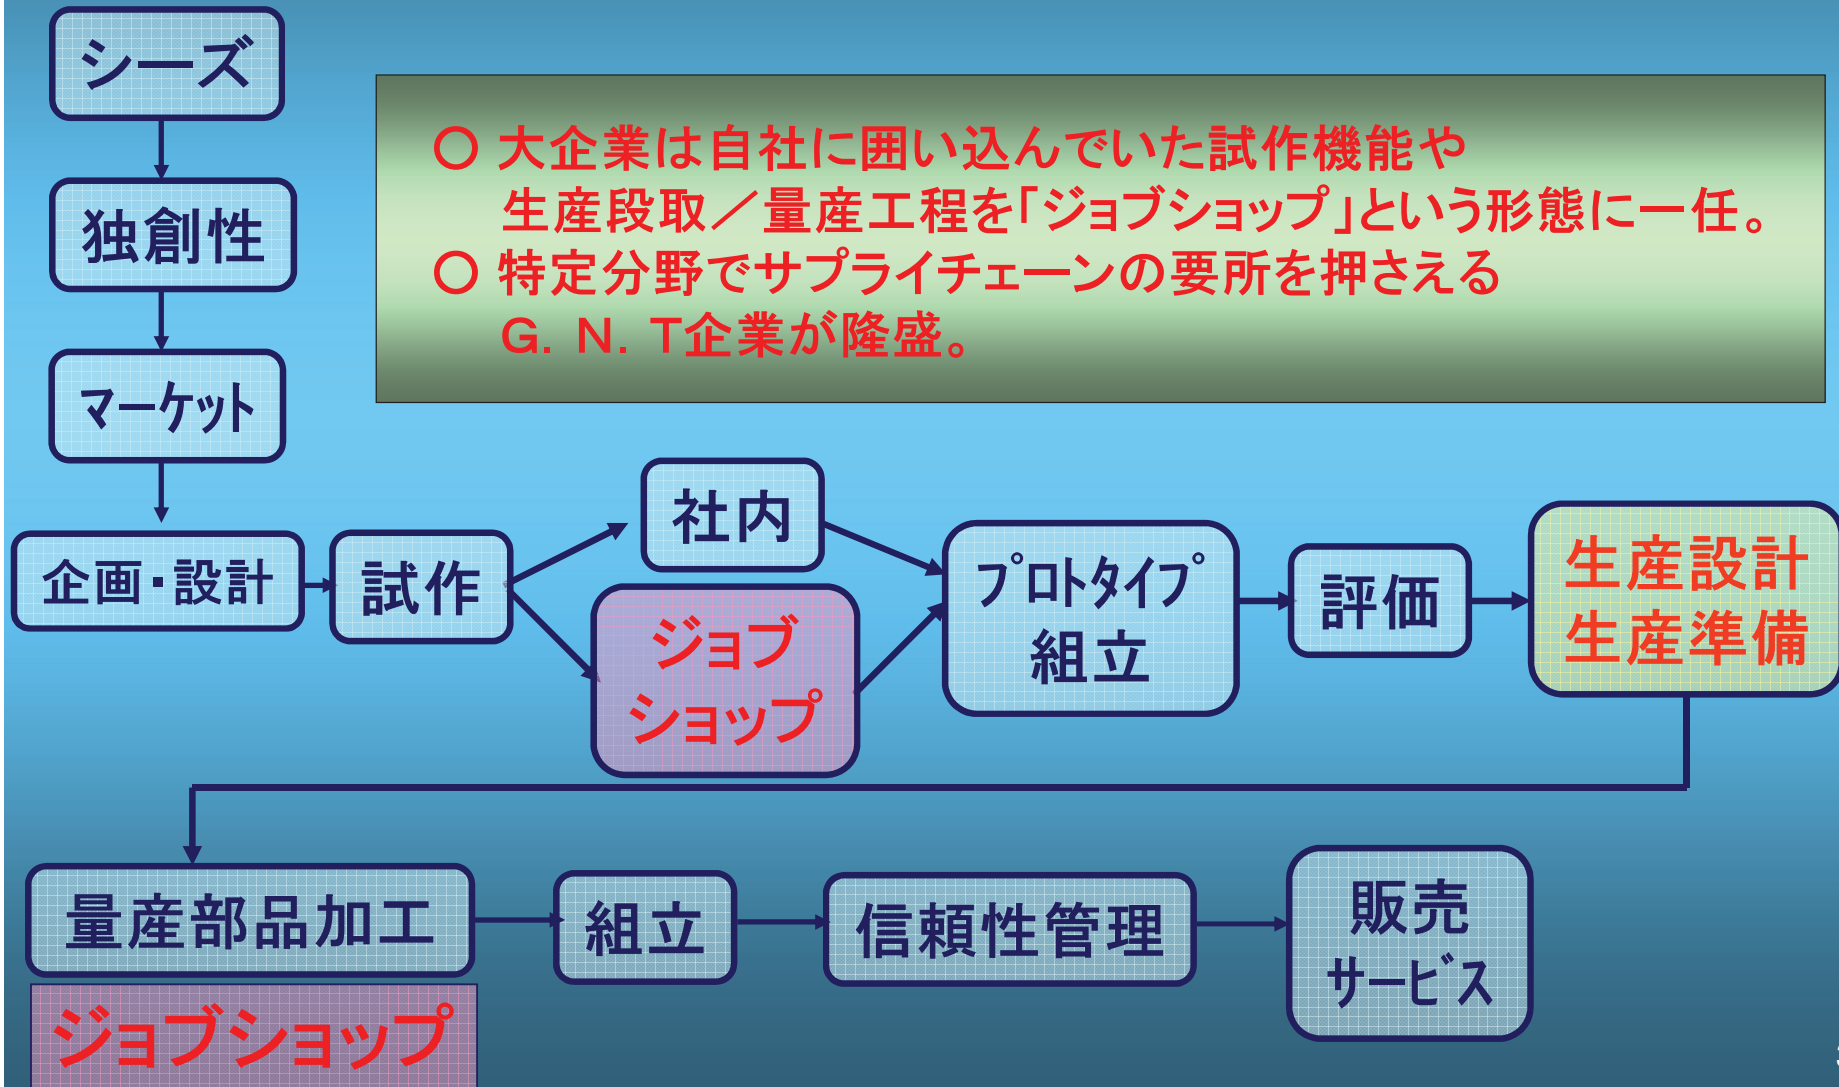 シーズ
○ 大企業は自社に囲い込んでいた試作機能や
生産段取／量産工程を「ジョブショップ」という形態に一任。
○ 特定分野でサプライチェーンの要所を押さえる
G. N. T企業が隆盛。
独創性
マーケット
企画・設計
試作
社内
ジョブ
ショップ
プロトタイプ
組立
評価
生産設計
生産準備
量産部品加工
ジョブショップ
組立
信頼性管理
販売
サービス